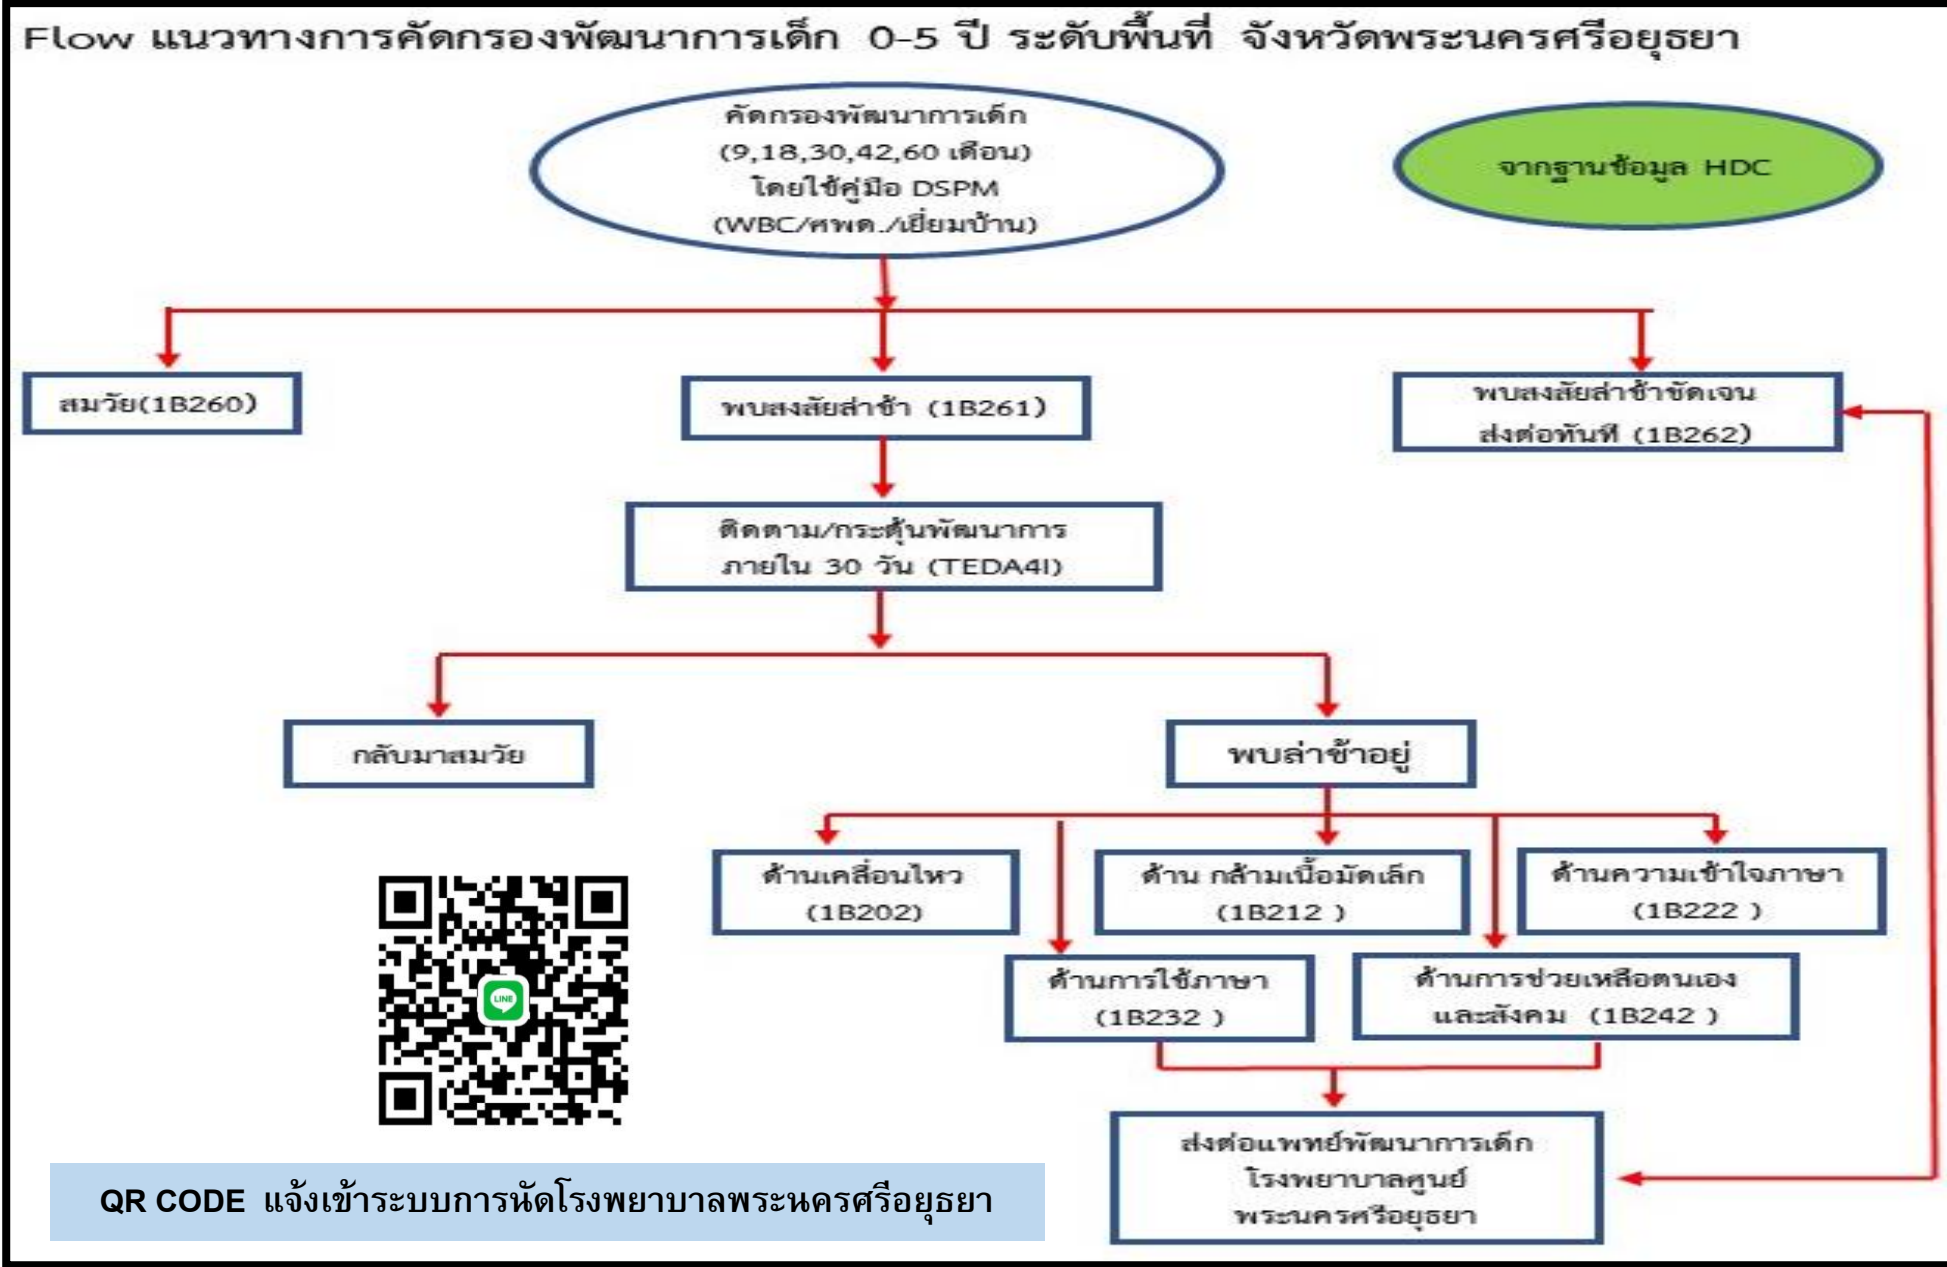 Flow แนวทางการคัดกรองพัฒนาการเด็ก 0-5 ปี ระดับพื้นที่ จังหวัดพระนครศรีอยุธยา
คัดกรองพัฒนาการเด็ก
(9,18,30,42,60 เดือน)
โดยใช้คู่มือ DSPM
(WBC/ศพด./เยี่ยมบ้าน)
จากฐานข้อมูล HDC
สมวัย(1B260)
พบสงสัยล่าช้า (1B261)
พบสงสัยล่าช้าชัดเจน
ส่งต่อทันที (1B262)
ติดตาม/กระตุ้นพัฒนาการ
ภายใน 30 วัน (TEDA4I)
กลับมาสมวัย
พบล่าช้าอยู่
ด้านเคลื่อนไหว
(1B202)
ด้าน กล้ามเนื้อมัดเล็ก
(1B212 )
ด้านความเข้าใจภาษา
(1B222 )
ด้านการใช้ภาษา
(1B232 )
ด้านการช่วยเหลือตนเอง
และสังคม (1B242 )
LINE
ส่งต่อแพทย์พัฒนาการเด็ก
โรงพยาบาลศูนย์
พระนครศรีอยุธยา
QR CODE แจ้งเข้าระบบการนัดโรงพยาบาลพระนครศรีอยุธยา